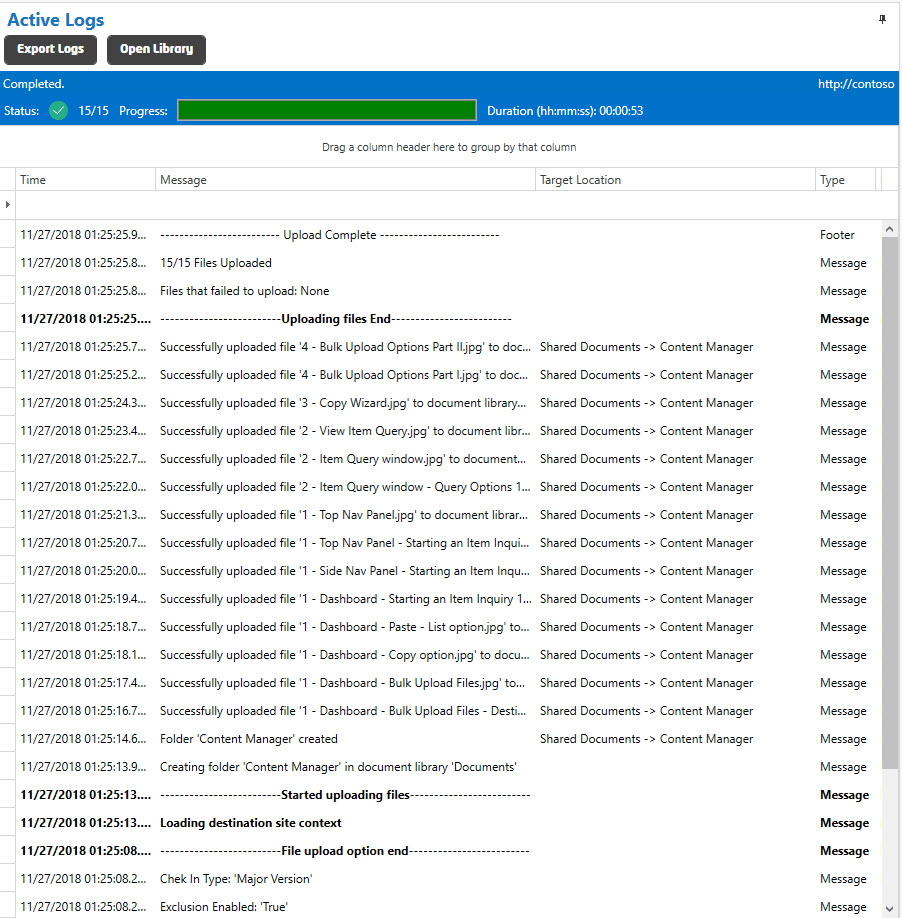 Active Logs
Export Logs Open Library
Completed. http://contoso
Status: 15/15 Progress: Duration (hh:mm:ss): 00:00:53
Drag a column header here to group by that column
Time Message Target Location Type
11/27/2018 01:25:25.9... ------------------------ Upload Complete ------------------------ Footer
11/27/2018 01:25:25.8... 15/15 Files Uploaded Message
11/27/2018 01:25:25.8... Files that failed to upload: None Message
11/27/2018 01:25:25.... ------------------------Uploading files End------------------------ Message
11/27/2018 01:25:25.7... Successfully uploaded file '4 - Bulk Upload Options Part II.jpg' to doc... Shared Documents -> Content Manager Message
11/27/2018 01:25:25.2... Successfully uploaded file '4 - Bulk Upload Options Part I.jpg' to doc... Shared Documents -> Content Manager Message
11/27/2018 01:25:24.3... Successfully uploaded file '3 - Copy Wizard.jpg' to document library... Shared Documents -> Content Manager Message
11/27/2018 01:25:23.4... Successfully uploaded file '2 - View Item Query.jpg' to document libr... Shared Documents -> Content Manager Message
11/27/2018 01:25:22.7... Successfully uploaded file '2 - Item Query window.jpg' to document... Shared Documents -> Content Manager Message
11/27/2018 01:25:22.0... Successfully uploaded file '2 - Item Query window - Query Options 1... Shared Documents -> Content Manager Message
11/27/2018 01:25:21.3... Successfully uploaded file '1 - Top Nav Panel.jpg' to document librar... Shared Documents -> Content Manager Message
11/27/2018 01:25:20.7... Successfully uploaded file '1 - Top Nav Panel - Starting an Item Inqui... Shared Documents -> Content Manager Message
11/27/2018 01:25:20.0... Successfully uploaded file '1 - Side Nav Panel - Starting an Item Inqu... Shared Documents -> Content Manager Message
11/27/2018 01:25:19.4... Successfully uploaded file '1 - Dashboard - Starting an Item Inquiry 1... Shared Documents -> Content Manager Message
11/27/2018 01:25:18.7... Successfully uploaded file '1 - Dashboard - Paste - List option.jpg' to... Shared Documents -> Content Manager Message
11/27/2018 01:25:18.1... Successfully uploaded file '1 - Dashboard - Copy option.jpg' to docu... Shared Documents -> Content Manager Message
11/27/2018 01:25:17.4... Successfully uploaded file '1 - Dashboard - Bulk Upload Files.jpg' to... Shared Documents -> Content Manager Message
11/27/2018 01:25:16.7... Successfully uploaded file '1 - Dashboard - Bulk Upload Files - Desti... Shared Documents -> Content Manager Message
11/27/2018 01:25:14.6... Folder 'Content Manager' created Shared Documents -> Content Manager Message
11/27/2018 01:25:13.9... Creating folder 'Content Manager' in document library 'Documents' Message
11/27/2018 01:25:13.... ------------------------Started uploading files------------------------ Message
11/27/2018 01:25:13.... Loading destination site context Message
11/27/2018 01:25:08.... ------------------------File upload option end------------------------ Message
11/27/2018 01:25:08.2... Chek In Type: 'Major Version' Message
11/27/2018 01:25:08.2... Exclusion Enabled: 'True' Message